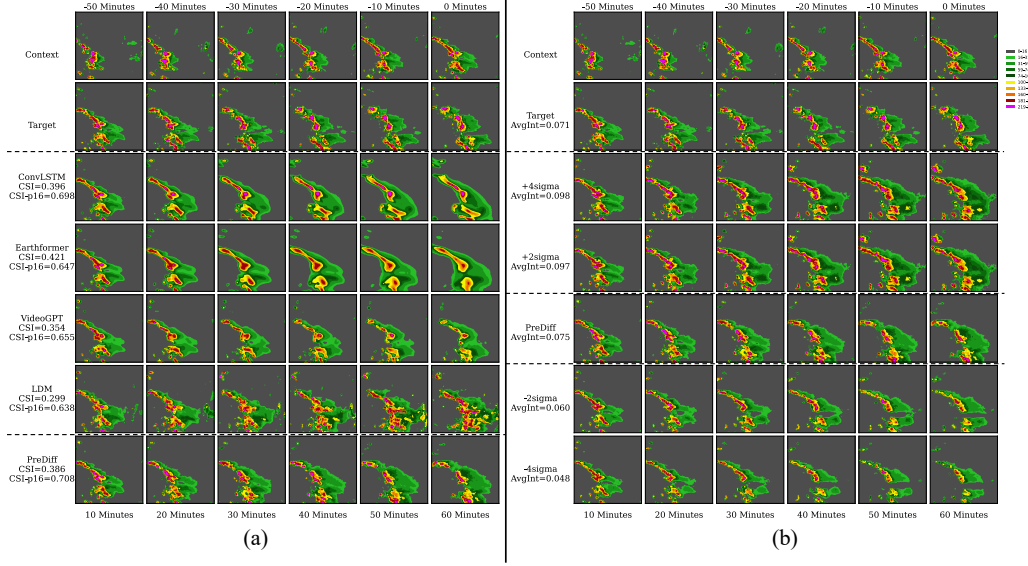 -50 Minutes -40 Minutes -30 Minutes -20 Minutes -10 Minutes 0 Minutes
Context
Target
ConvLSTM
CSI=0.396
CSI-p16=0.698
Earthformer
CSI=0.421
CSI-p16=0.647
VideoGPT
CSI=0.354
CSI-p16=0.655
LDM
CSI=0.299
CSI-p16=0.638
PreDiff
CSI=0.386
CSI-p16=0.708
10 Minutes 20 Minutes 30 Minutes 40 Minutes 50 Minutes 60 Minutes
(a)
-50 Minutes -40 Minutes -30 Minutes -20 Minutes -10 Minutes 0 Minutes
Context
Target
AvgInt=0.071
+4sigma
AvgInt=0.098
+2sigma
AvgInt=0.097
PreDiff
AvgInt=0.075
-2sigma
AvgInt=0.060
-4sigma
AvgInt=0.048
10 Minutes 20 Minutes 30 Minutes 40 Minutes 50 Minutes 60 Minutes
(b)